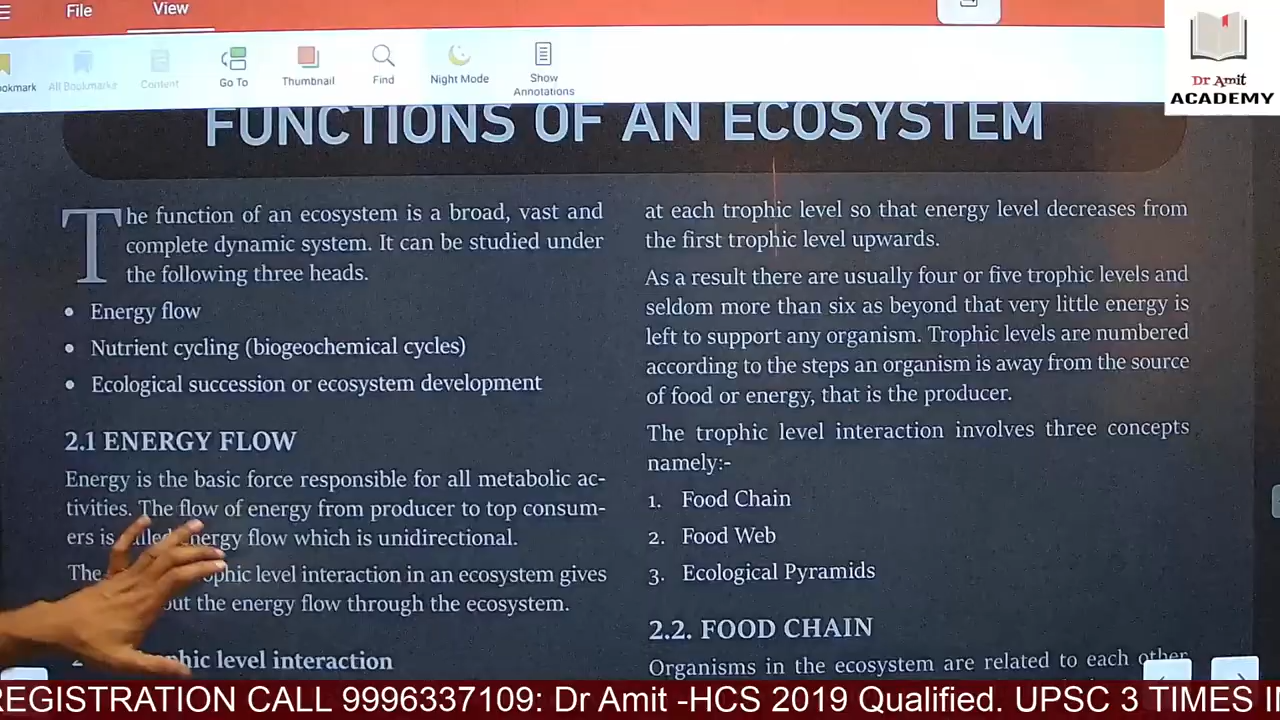 File
View
Bookmark
All Bookmarks
Content
Go To
Thumbnail
Find
Night Mode
Show
Annotations
Dr Amit
ACADEMY
FUNCTIONS OF AN ECOSYSTEM
The function of an ecosystem is a broad, vast and
complete dynamic system. It can be studied under
the following three heads.
• Energy flow
• Nutrient cycling (biogeochemical cycles)
• Ecological succession or ecosystem development
2.1 ENERGY FLOW
Energy is the basic force responsible for all metabolic ac-
tivities. The flow of energy from producer to top consum-
ers is called energy flow which is unidirectional.
The trophic level interaction in an ecosystem gives
out the energy flow through the ecosystem.
hic level interaction
at each trophic level so that energy level decreases from
the first trophic level upwards.
As a result there are usually four or five trophic levels and
seldom more than six as beyond that very little energy is
left to support any organism. Trophic levels are numbered
according to the steps an organism is away from the source
of food or energy, that is the producer.
The trophic level interaction involves three concepts
namely:-
1. Food Chain
2. Food Web
3. Ecological Pyramids
2.2. FOOD CHAIN
Organisms in the ecosystem are related to each other
REGISTRATION CALL 9996337109: Dr Amit -HCS 2019 Qualified. UPSC 3 TIMES IN